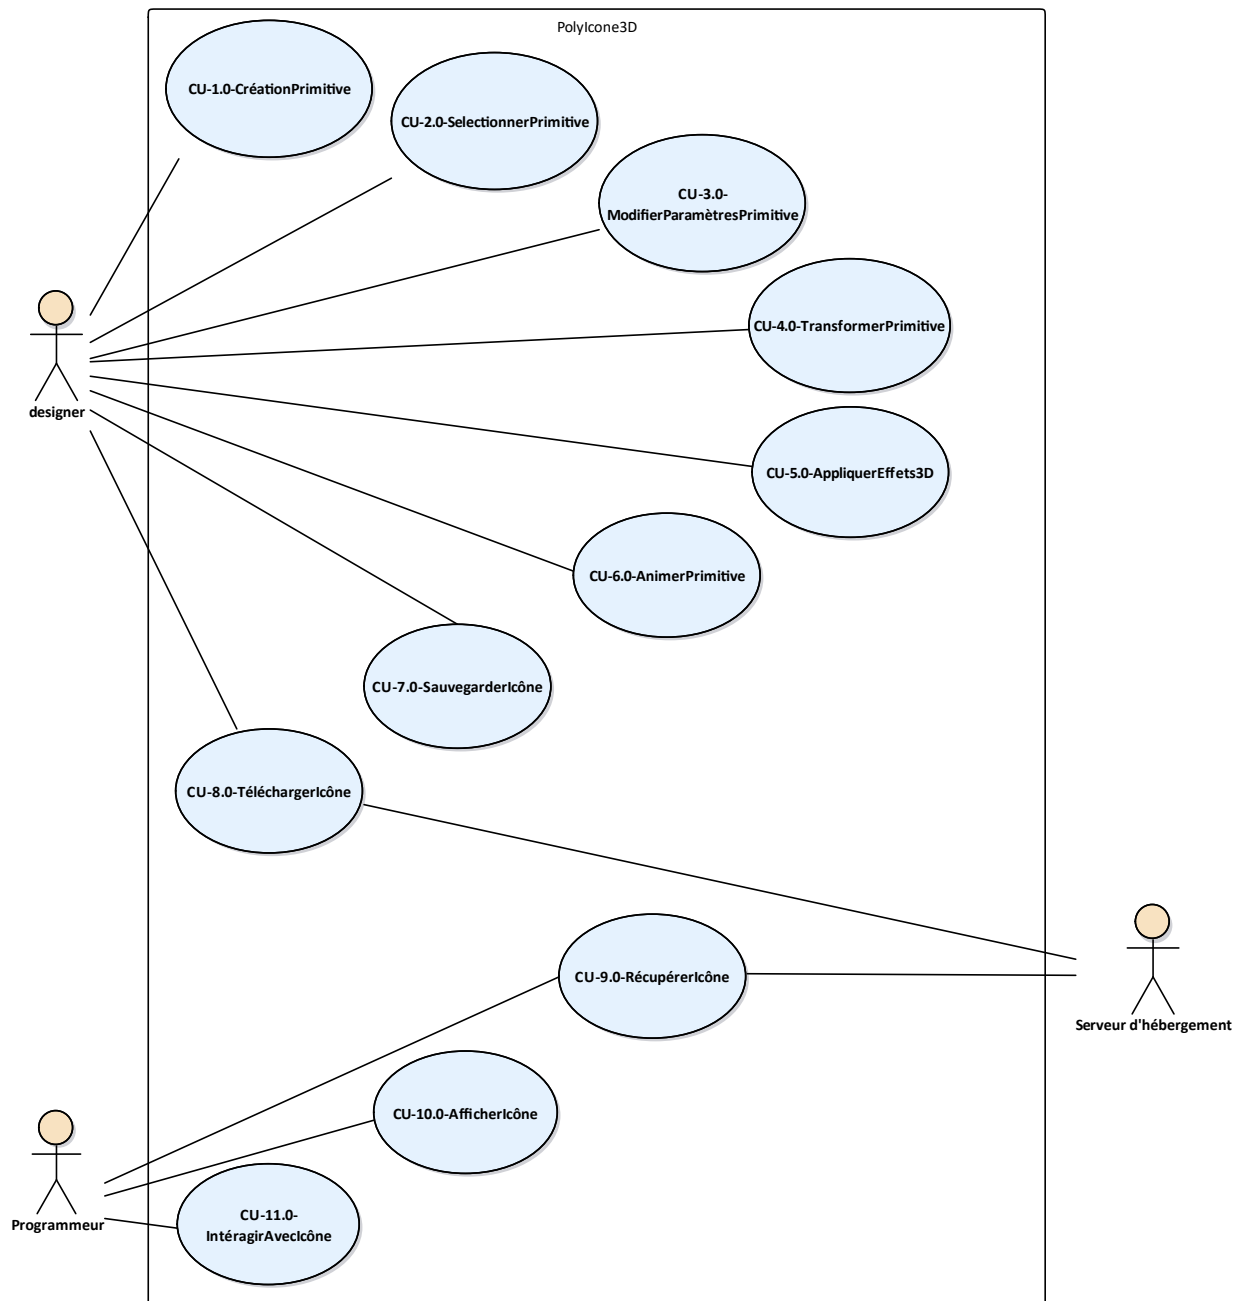 PolyIcone3D
CU-1.0-CréationPrimitive
CU-2.0-SelectionnerPrimitive
CU-3.0-
ModifierParamètresPrimitive
CU-4.0-TransformerPrimitive
designer
CU-5.0-AppliquerEffets3D
CU-6.0-AnimerPrimitive
CU-7.0-SauvegarderIcône
CU-8.0-TéléchargerIcône
CU-9.0-RécupérerIcône
Serveur d'hébergement
CU-10.0-AfficherIcône
Programmeur
CU-11.0-
IntéragirAvecIcône